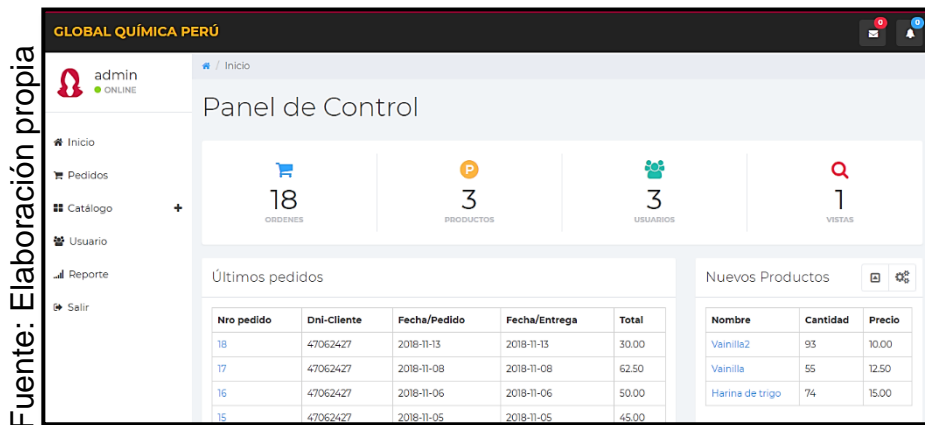 Fuente: Elaboración propia
GLOBAL QUÍMICA PERÚ
0
0
admin
ONLINE
Inicio
Pedidos
Catálogo
Usuario
Reporte
Salir
/ Inicio
Panel de Control
18
ORDENES
P
3
PRODUCTOS
3
USUARIOS
1
VISTAS
Últimos pedidos
Nro pedido Dni-Cliente Fecha/Pedido Fecha/Entrega Total
18 47062427 2018-11-13 2018-11-13 30.00
17 47062427 2018-11-08 2018-11-08 62.50
16 47062427 2018-11-06 2018-11-06 50.00
15 47062427 2018-11-05 2018-11-05 45.00
Nuevos Productos
Nombre Cantidad Precio
Vainilla2 93 10.00
Vainilla 55 12.50
Harina de trigo 74 15.00